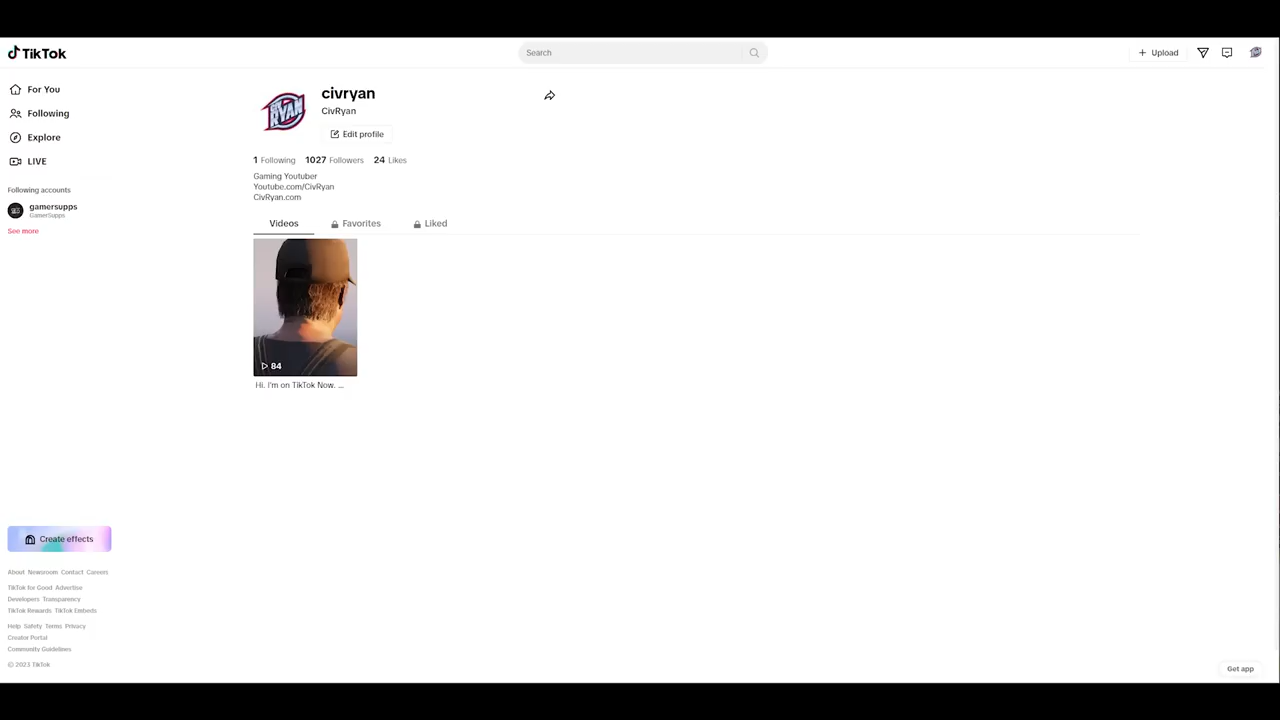 TikTok
Search
Upload
For You
Following
Explore
LIVE
Following accounts
gamersupps
GamerSupps
See more
Create effects
About Newsroom Contact Careers
TikTok for Good Advertise
Developers Transparency
TikTok Rewards TikTok Embeds
Help Safety Terms Privacy
Creator Portal
Community Guidelines
© 2023 TikTok
RYAN
civryan
CivRyan
Edit profile
1 Following 1027 Followers 24 Likes
Gaming Youtuber
Youtube.com/CivRyan
CivRyan.com
Videos Favorites Liked
84
Hi. I'm on TikTok Now. ...
Get app